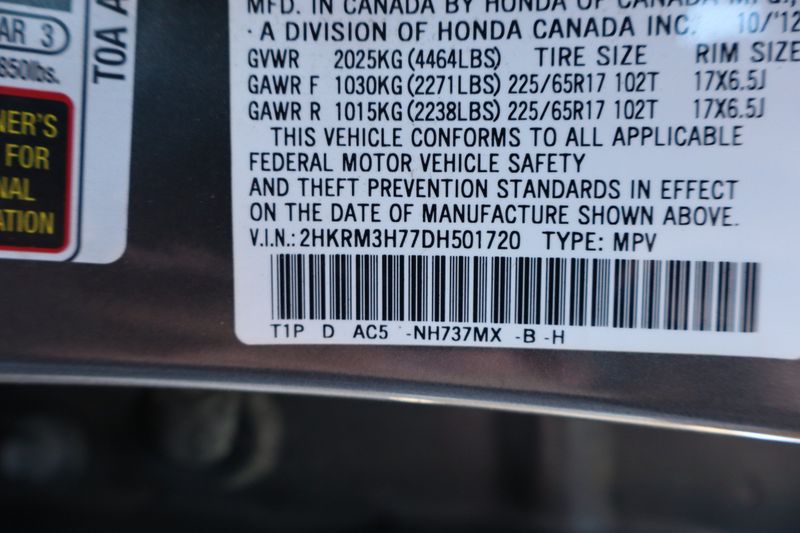 AR 3
850lbs.
TOA A
NER'S
FOR
NAL
ATION
MFD. IN CANADA BY HONDA OF CANADA MFG.,
· A DIVISION OF HONDA CANADA INC. 10/'12
GVWR 2025KG(4464LBS) TIRE SIZE RIM SIZE
GAWR F 1030KG(2271LBS) 225/65R17 102T 17X6.5J
GAWR R 1015KG(2238LBS) 225/65R17 102T 17X6.5J
THIS VEHICLE CONFORMS TO ALL APPLICABLE
FEDERAL MOTOR VEHICLE SAFETY
AND THEFT PREVENTION STANDARDS IN EFFECT
ON THE DATE OF MANUFACTURE SHOWN ABOVE.
V.I.N.: 2HKRM3H77DH501720 TYPE: MPV
T1P D AC5 -NH737MX -B -H